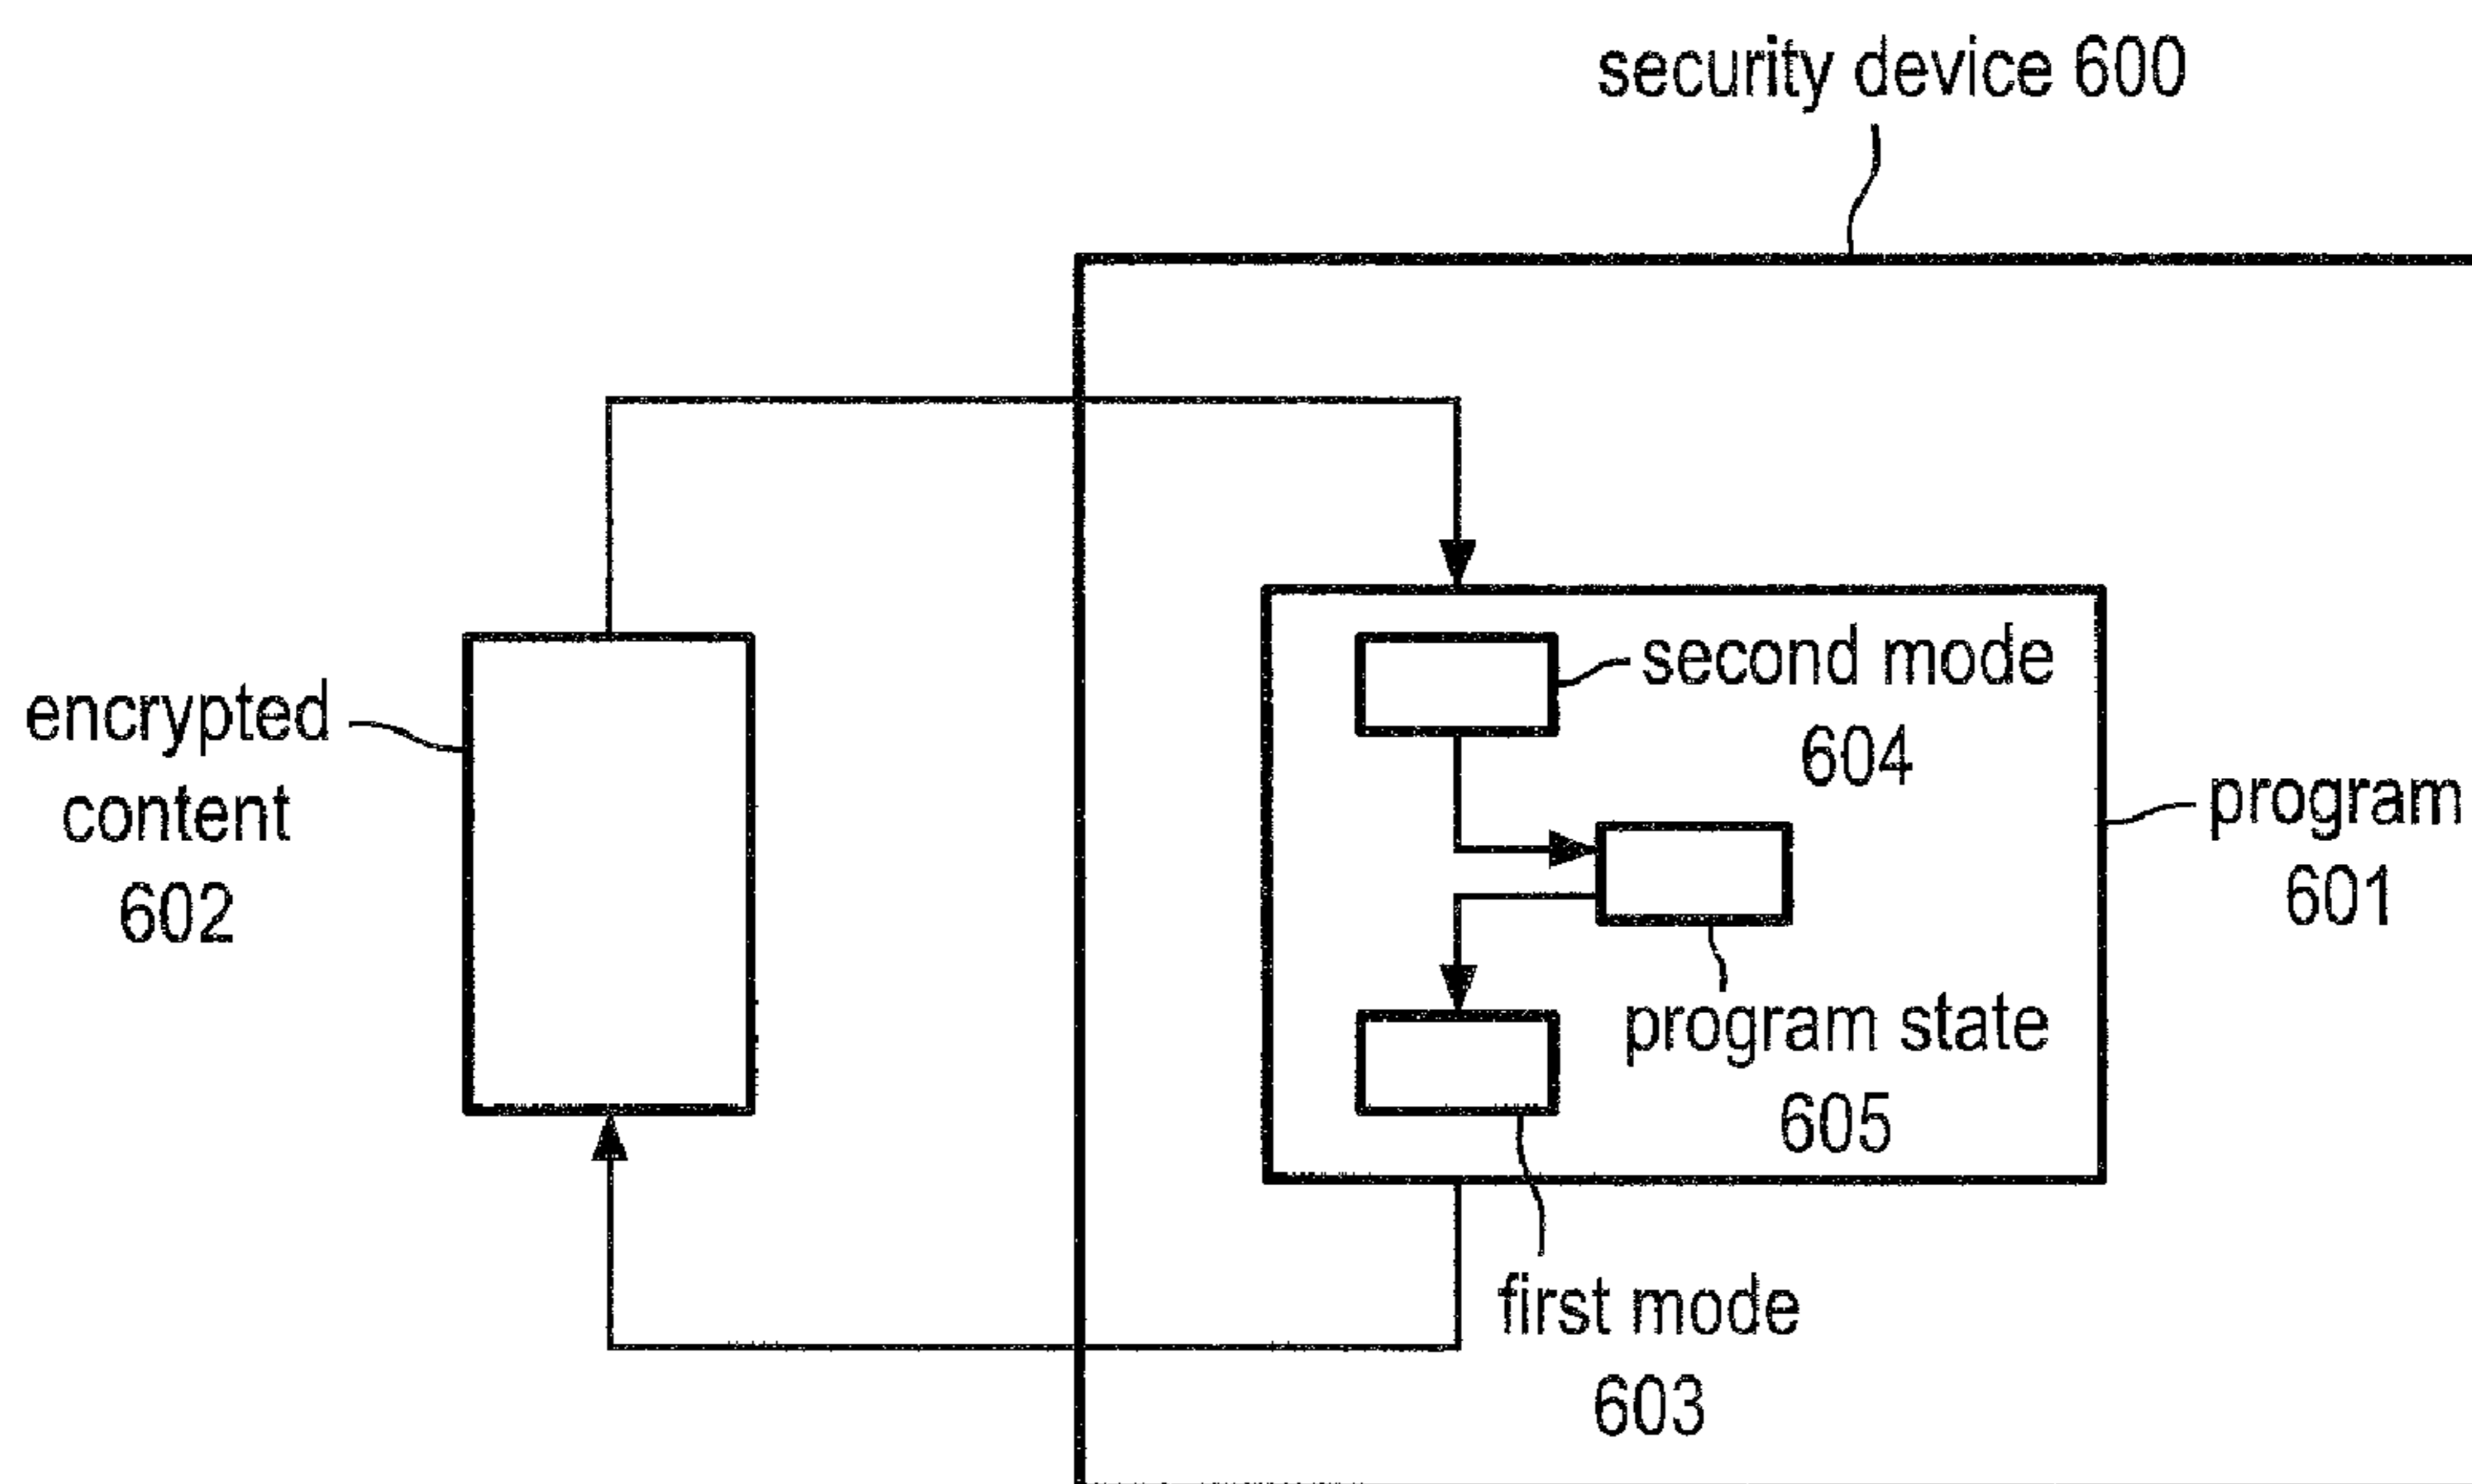 security device 600
encrypted
content
602
second mode
604
program
601
program state
605
first mode
603